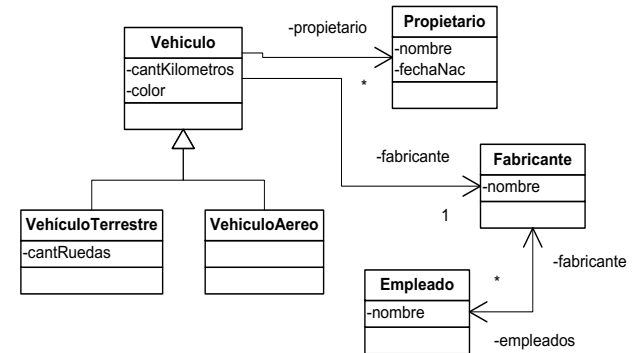 Vehiculo
-cantKilometros
-color
-propietario
*
Propietario
-nombre
-fechaNac
-fabricante
1
Fabricante
-nombre
VehículoTerrestre
-cantRuedas
VehiculoAereo
-fabricante
*
Empleado
-nombre
-empleados